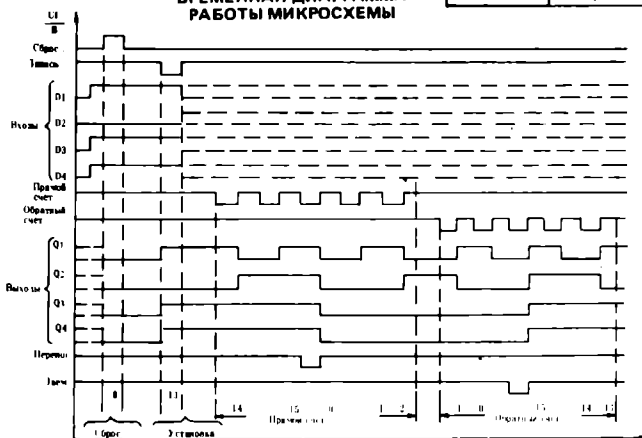 РАБОТЫ МИКРОСХЕМЫ
Сброс
Запись
D1
D2
Входы
D3
D4
Прямой
счет
Обратный
счет
Q1
Q2
Выходы
Q3
Q4
Заем
14 15 0 1 2
Прямой счет
1 0 15 14 13
Обратный счет
Сброс
Установка